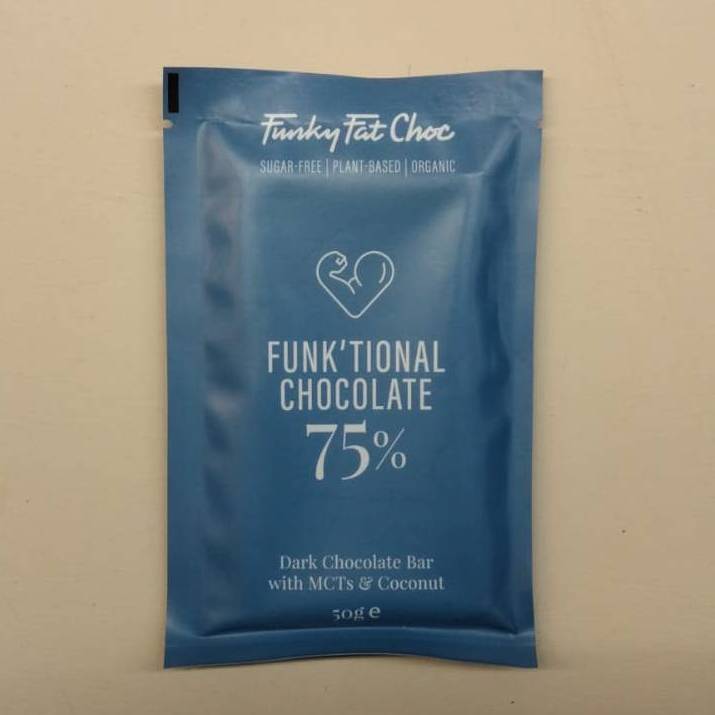 Funky Fat Choc
SUGAR-FREE | PLANT-BASED | ORGANIC
FUNK'TIONAL
CHOCOLATE
75%
Dark Chocolate Bar
with MCTs & Coconut
50g e